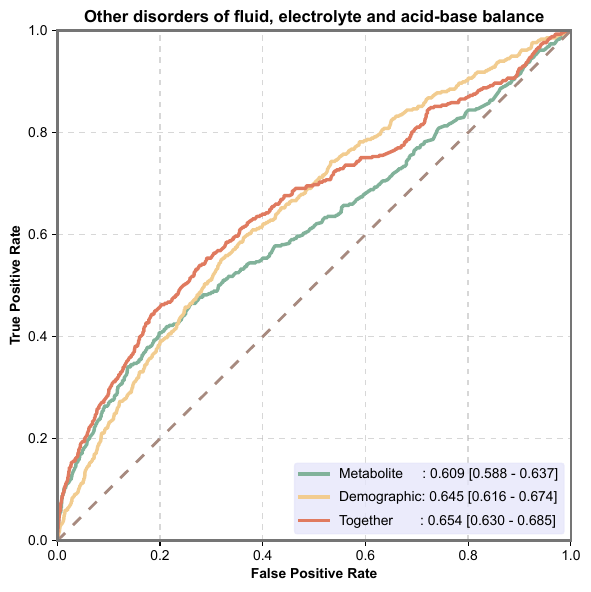 Other disorders of fluid, electrolyte and acid-base balance
1.0
0.8
0.6
0.4
0.2
0.0
True Positive Rate
Metabolite : 0.609 [0.588 - 0.637]
Demographic: 0.645 [0.616 - 0.674]
Together : 0.654 [0.630 - 0.685]
0.0 0.2 0.4 0.6 0.8 1.0
False Positive Rate